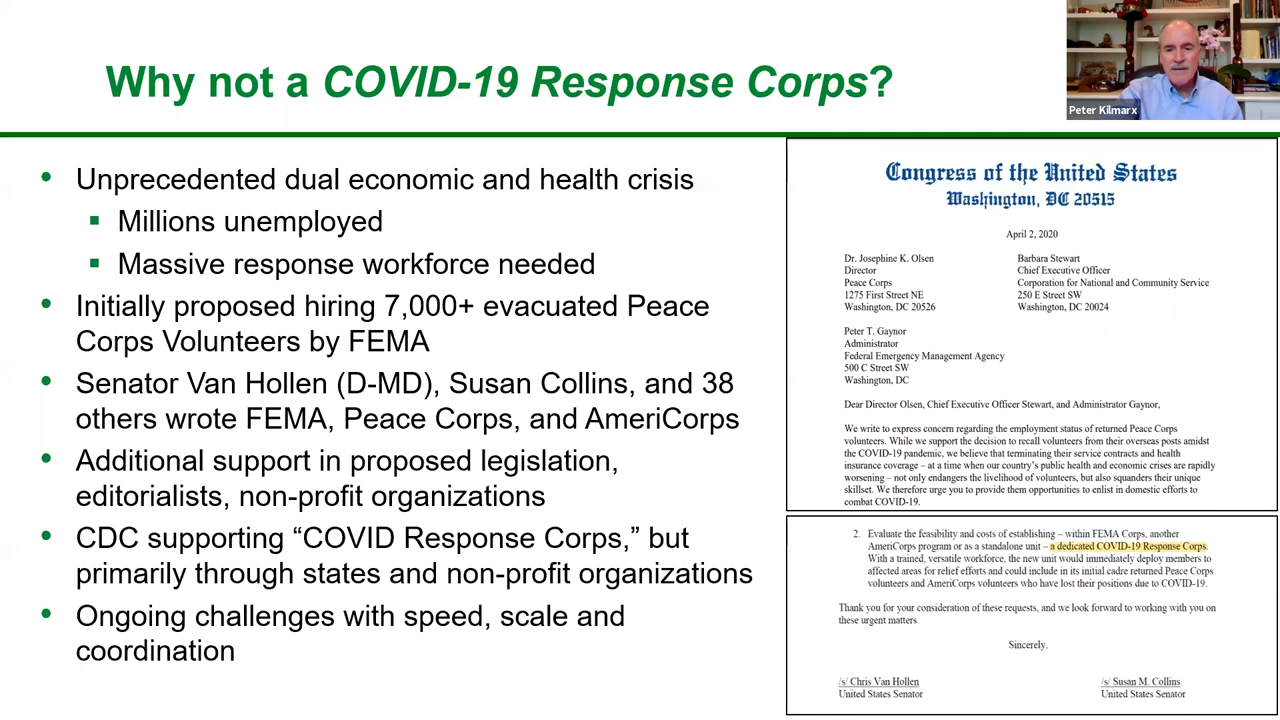 Why not a COVID-19 Response Corps?
Peter Kilmarx
• Unprecedented dual economic and health crisis
▪ Millions unemployed
▪ Massive response workforce needed
• Initially proposed hiring 7,000+ evacuated Peace
Corps Volunteers by FEMA
• Senator Van Hollen (D-MD), Susan Collins, and 38
others wrote FEMA, Peace Corps, and AmeriCorps
• Additional support in proposed legislation,
editorialists, non-profit organizations
• CDC supporting “COVID Response Corps,” but
primarily through states and non-profit organizations
• Ongoing challenges with speed, scale and
coordination
Congress of the United States
Washington, DC 20515
April 2, 2020
Dr. Josephine K. Olsen
Director
Peace Corps
1275 First Street NE
Washington, DC 20526
Barbara Stewart
Chief Executive Officer
Corporation for National and Community Service
250 E Street SW
Washington, DC 20024
Peter T. Gaynor
Administrator
Federal Emergency Management Agency
500 C Street SW
Washington, DC
Dear Director Olsen, Chief Executive Officer Stewart, and Administrator Gaynor,
We write to express concern regarding the employment status of returned Peace Corps
volunteers. While we support the decision to recall volunteers from their overseas posts amidst
the COVID-19 pandemic, we believe that terminating their service contracts and health
insurance coverage – at a time when our country’s public health and economic crises are rapidly
worsening – not only endangers the livelihood of volunteers, but also squanders their unique
skillset. We therefore urge you to provide them opportunities to enlist in domestic efforts to
combat COVID-19.
2. Evaluate the feasibility and costs of establishing – within FEMA Corps, another
AmeriCorps program or as a standalone unit – a dedicated COVID-19 Response Corps.
With a trained, versatile workforce, the new unit would immediately deploy members to
affected areas for relief efforts and could include in its initial cadre returned Peace Corps
volunteers and AmeriCorps volunteers who have lost their positions due to COVID-19.
Thank you for your consideration of these requests, and we look forward to working with you on
these urgent matters.
Sincerely,
/s/ Chris Van Hollen
United States Senator
/s/ Susan M. Collins
United States Senator